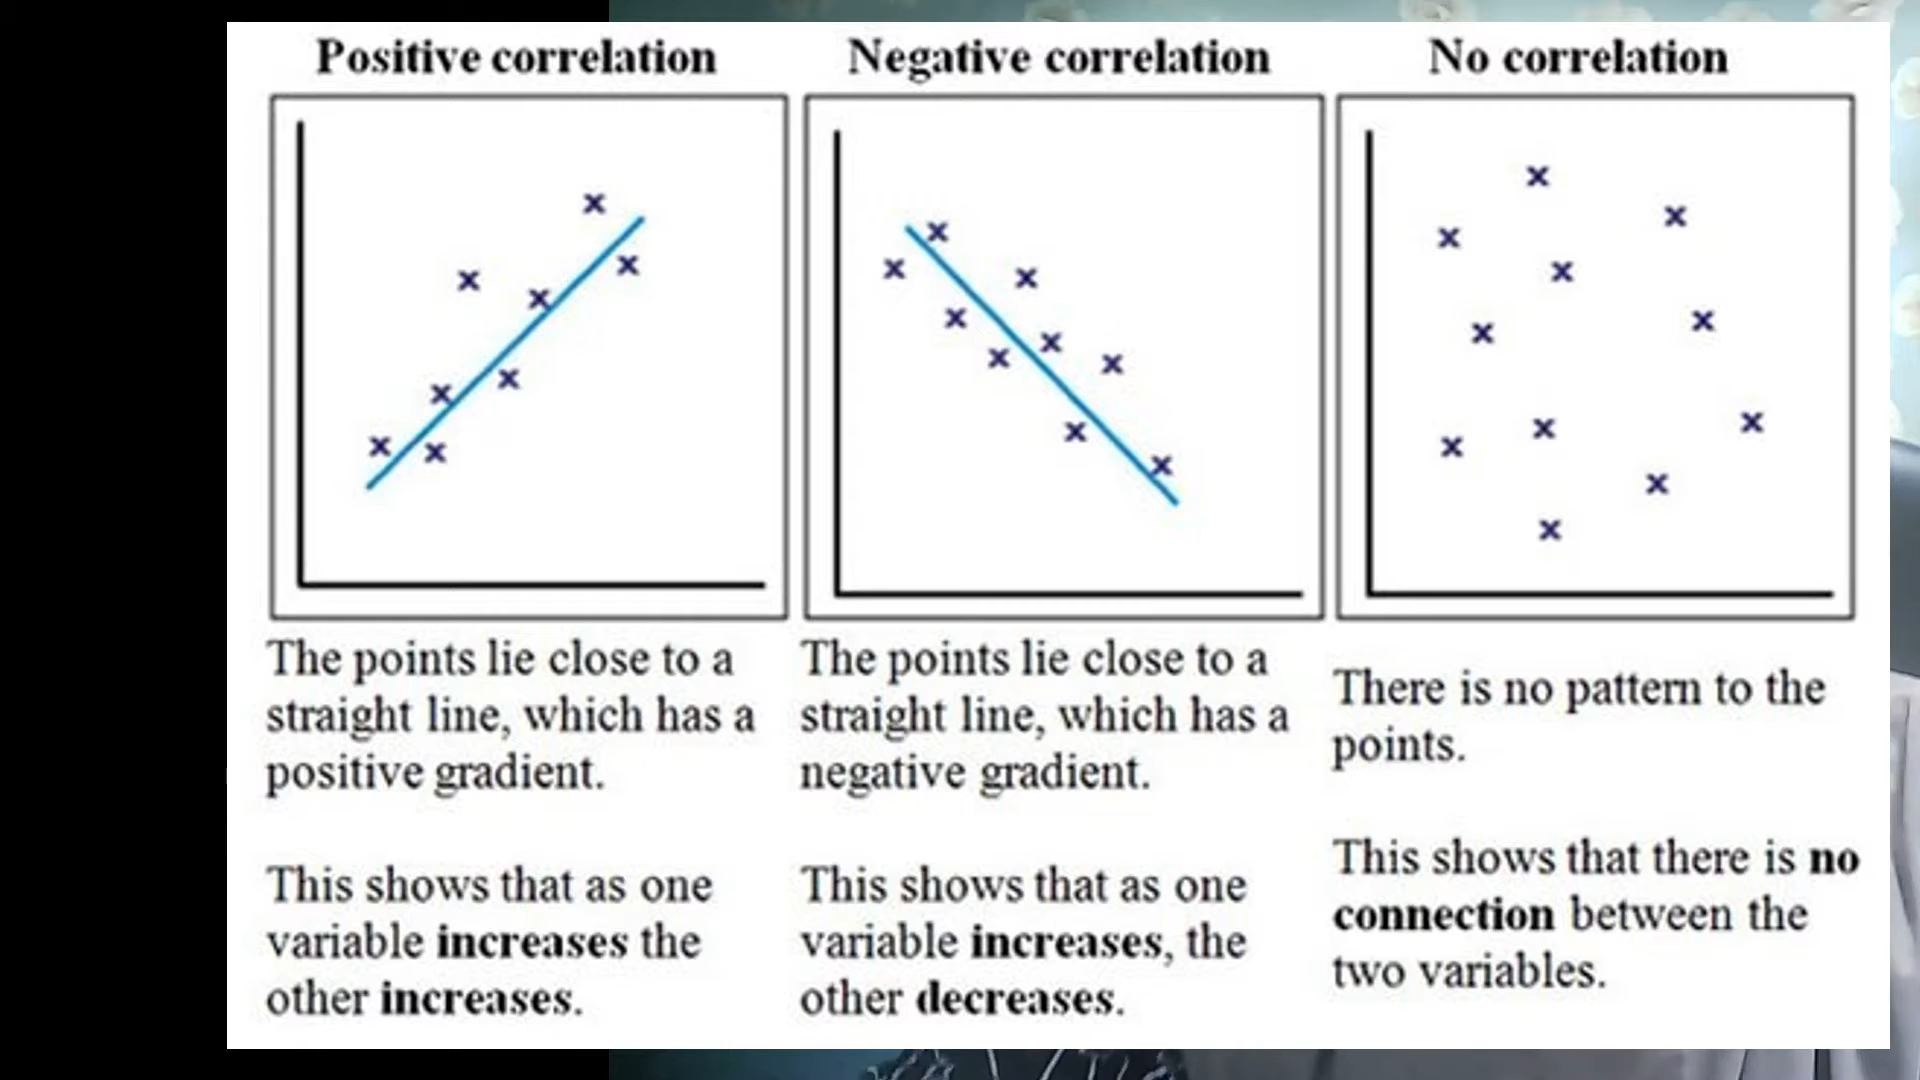 Positive correlation
Negative correlation
No correlation
The points lie close to a
straight line, which has a
positive gradient.
This shows that as one
variable increases the
other increases.
The points lie close to a
straight line, which has a
negative gradient.
This shows that as one
variable increases, the
other decreases.
There is no pattern to the
points.
This shows that there is no
connection between the
two variables.